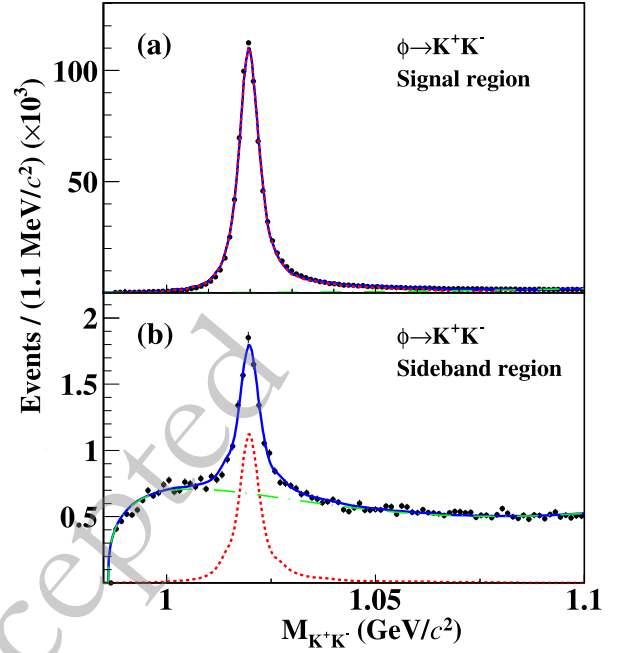 Events / (1.1 MeV/c²) (×10³)
(a)
ϕ→K⁺K⁻
Signal region
100
50
(b)
ϕ→K⁺K⁻
Sideband region
2
1.5
1
0.5
1 1.05 1.1
M_K⁺K⁻ (GeV/c²)
cepted